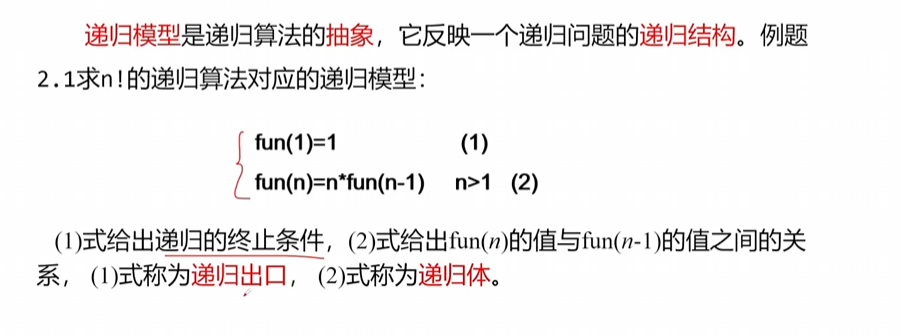 递归模型是递归算法的抽象，它反映一个递归问题的递归结构。例题
2.1求n!的递归算法对应的递归模型：
fun(1)=1 (1)
fun(n)=n*fun(n-1) n>1 (2)
(1)式给出递归的终止条件，(2)式给出fun(n)的值与fun(n-1)的值之间的关
系，(1)式称为递归出口，(2)式称为递归体。